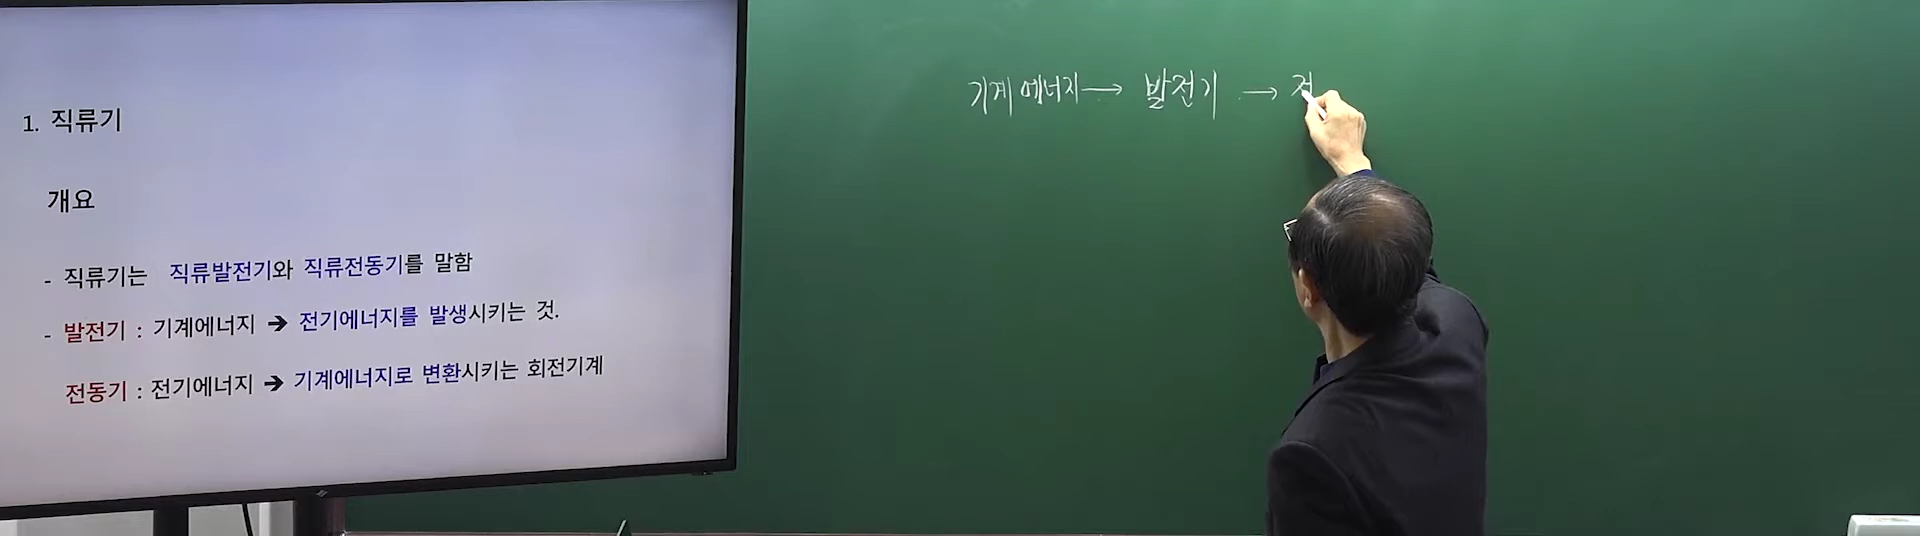 1. 직류기
개요
- 직류기는 직류발전기와 직류전동기를 말함
- 발전기 : 기계에너지 ➔ 전기에너지를 발생시키는 것.
전동기 : 전기에너지 ➔ 기계에너지로 변환시키는 회전기계
기계에너지 → 발전기 →